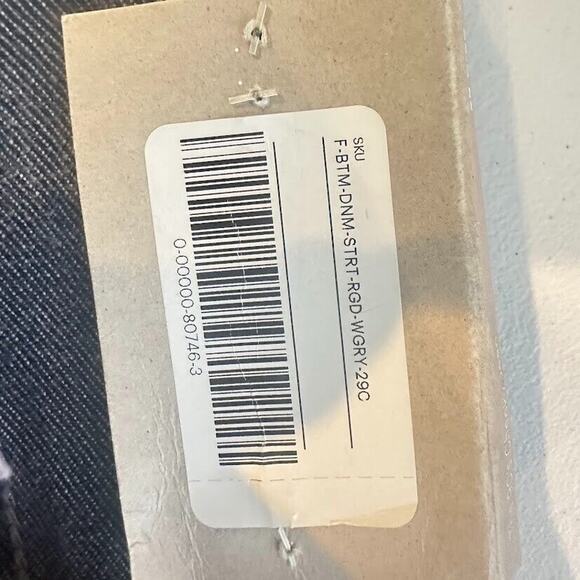 SKU
F-BTM-DNM-STRT-RGD-WGRY-29C
0-00000-80746-3